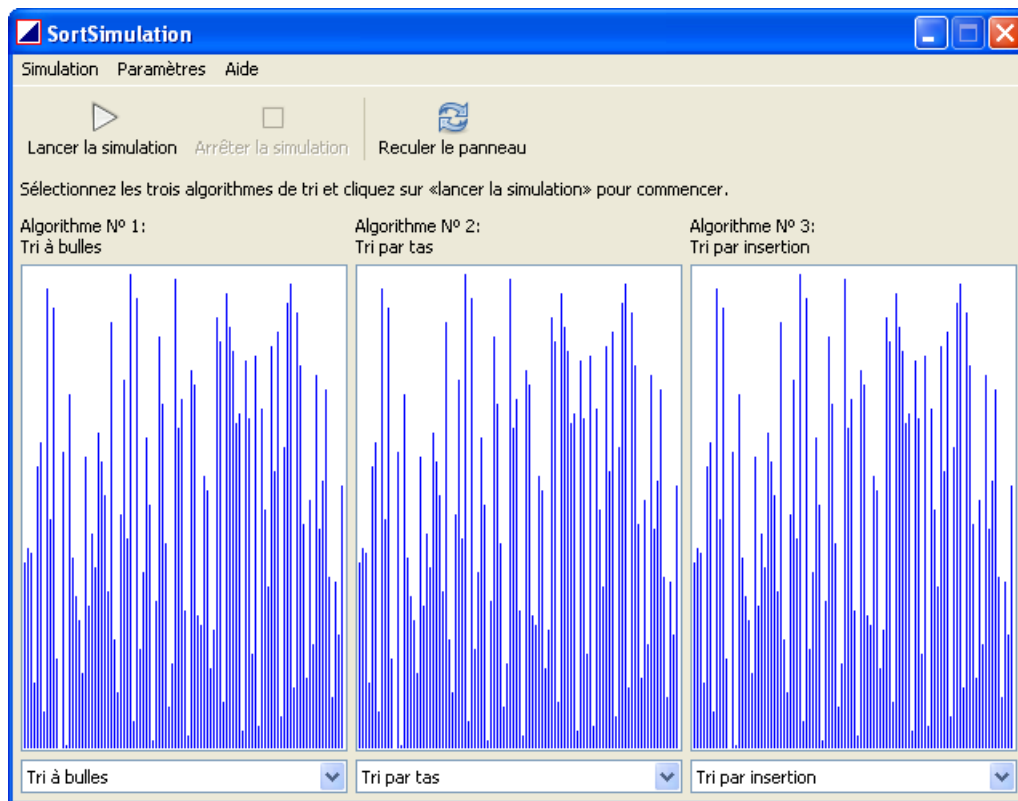 SortSimulation
Simulation Paramètres Aide
Lancer la simulation Arrêter la simulation Reculer le panneau
Sélectionnez les trois algorithmes de tri et cliquez sur «lancer la simulation» pour commencer.
Algorithme Nº 1: Algorithme Nº 2: Algorithme Nº 3:
Tri à bulles Tri par tas Tri par insertion
Tri à bulles Tri par tas Tri par insertion